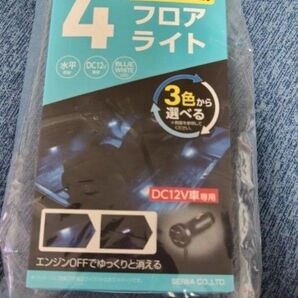 4
フロア
ライト
水平
DC12V
BLUE
WHITE
3色から
選べる
DC12V車専用
エンジンOFFでゆっくりと消える
SEIWA CO.,LTD